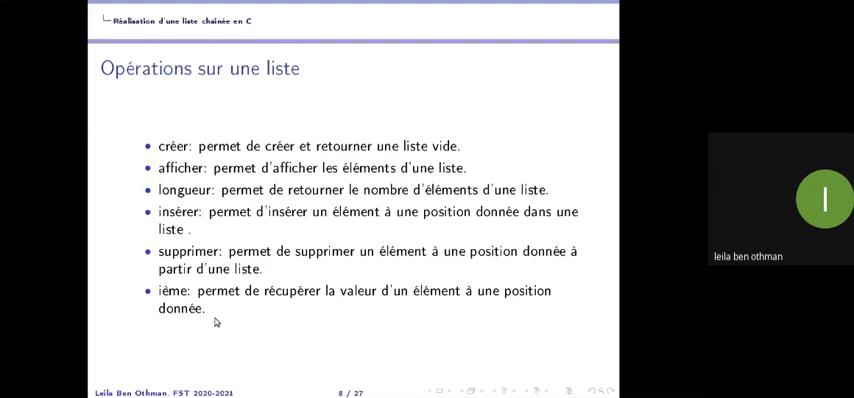 Réalisation d'une liste chainée en C
Opérations sur une liste
• créer: permet de créer et retourner une liste vide.
• afficher: permet d'afficher les éléments d'une liste.
• longueur: permet de retourner le nombre d'éléments d'une liste.
• insérer: permet d'insérer un élément à une position donnée dans une
liste .
• supprimer: permet de supprimer un élément à une position donnée à
partir d'une liste.
• ième: permet de récupérer la valeur d'un élément à une position
donnée.
l
leila ben othman
Leila Ben Othman, FST 2020-2021
8 / 27